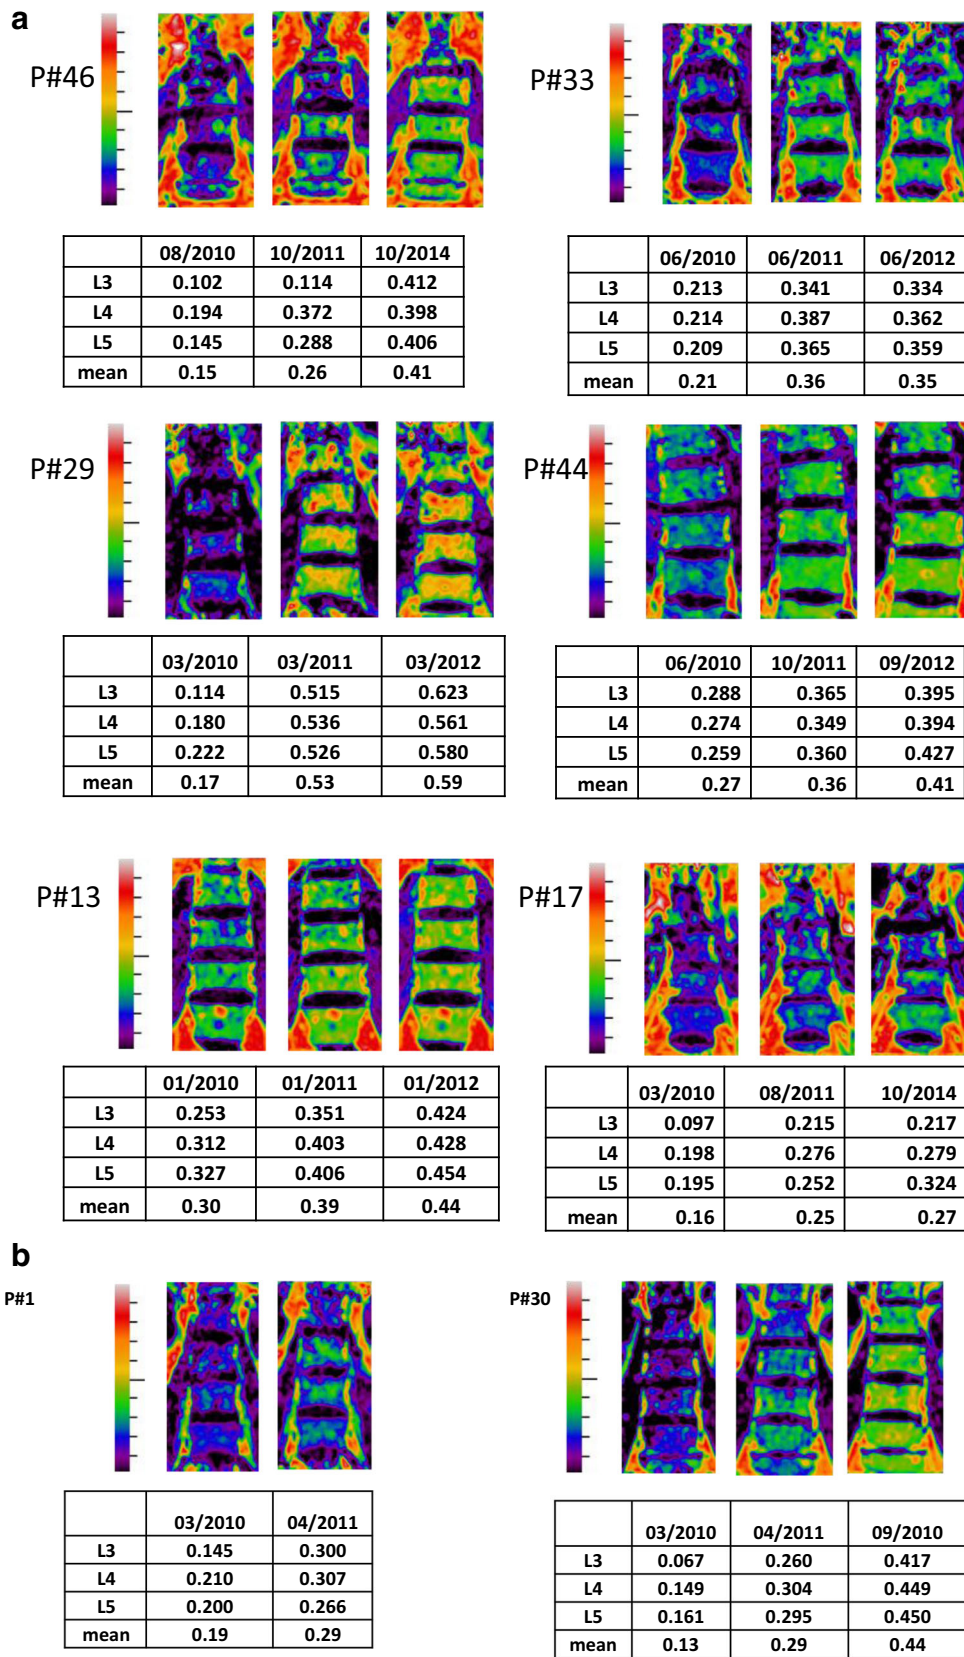 a
P#46
P#33
08/2010 10/2011 10/2014
L3 0.102 0.114 0.412
L4 0.194 0.372 0.398
L5 0.145 0.288 0.406
mean 0.15 0.26 0.41
06/2010 06/2011 06/2012
L3 0.213 0.341 0.334
L4 0.214 0.387 0.362
L5 0.209 0.365 0.359
mean 0.21 0.36 0.35
P#29
P#44
03/2010 03/2011 03/2012
L3 0.114 0.515 0.623
L4 0.180 0.536 0.561
L5 0.222 0.526 0.580
mean 0.17 0.53 0.59
06/2010 10/2011 09/2012
L3 0.288 0.365 0.395
L4 0.274 0.349 0.394
L5 0.259 0.360 0.427
mean 0.27 0.36 0.41
P#13
P#17
01/2010 01/2011 01/2012
L3 0.253 0.351 0.424
L4 0.312 0.403 0.428
L5 0.327 0.406 0.454
mean 0.30 0.39 0.44
03/2010 08/2011 10/2014
L3 0.097 0.215 0.217
L4 0.198 0.276 0.279
L5 0.195 0.252 0.324
mean 0.16 0.25 0.27
b
P#1
P#30
03/2010 04/2011
L3 0.145 0.300
L4 0.210 0.307
L5 0.200 0.266
mean 0.19 0.29
03/2010 04/2011 09/2010
L3 0.067 0.260 0.417
L4 0.149 0.304 0.449
L5 0.161 0.295 0.450
mean 0.13 0.29 0.44